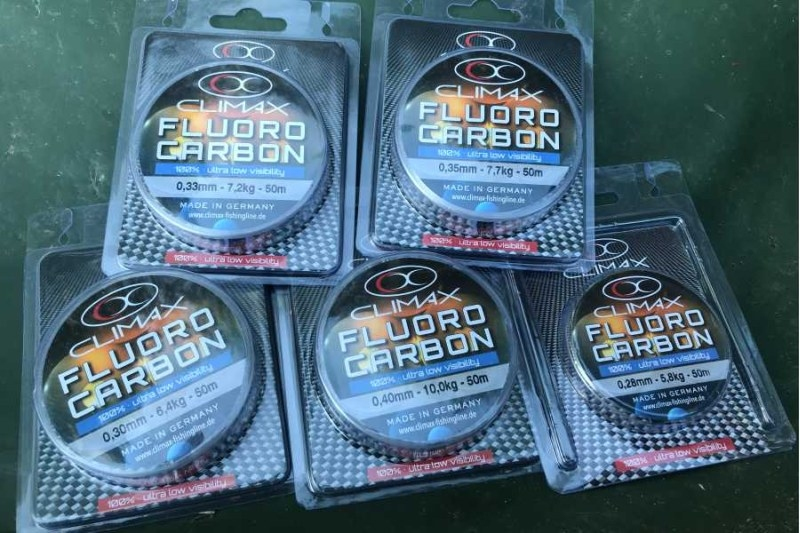 CLIMAX
FLUORO
CARBON
100% ultra low visibility
0,33mm - 7,2kg - 50m
MADE IN GERMANY
www.climax-fishingline.de
100% ultra low visibility
CLIMAX
FLUORO
CARBON
100% ultra low visibility
0,35mm - 7,7kg - 50m
MADE IN GERMANY
www.climax-fishingline.de
100% ultra low visibility
CLIMAX
FLUORO
CARBON
100% ultra low visibility
0,30mm - 6,4kg - 50m
MADE IN GERMANY
www.climax-fishingline.de
100% ultra low visibility
CLIMAX
FLUORO
CARBON
100% ultra low visibility
0,40mm - 10,0kg - 50m
MADE IN GERMANY
www.climax-fishingline.de
100% ultra low visibility
CLIMAX
FLUORO
CARBON
100% ultra low visibility
0,28mm - 5,8kg - 50m
MADE IN GERMANY
www.climax-fishingline.de
100% ultra low visibility